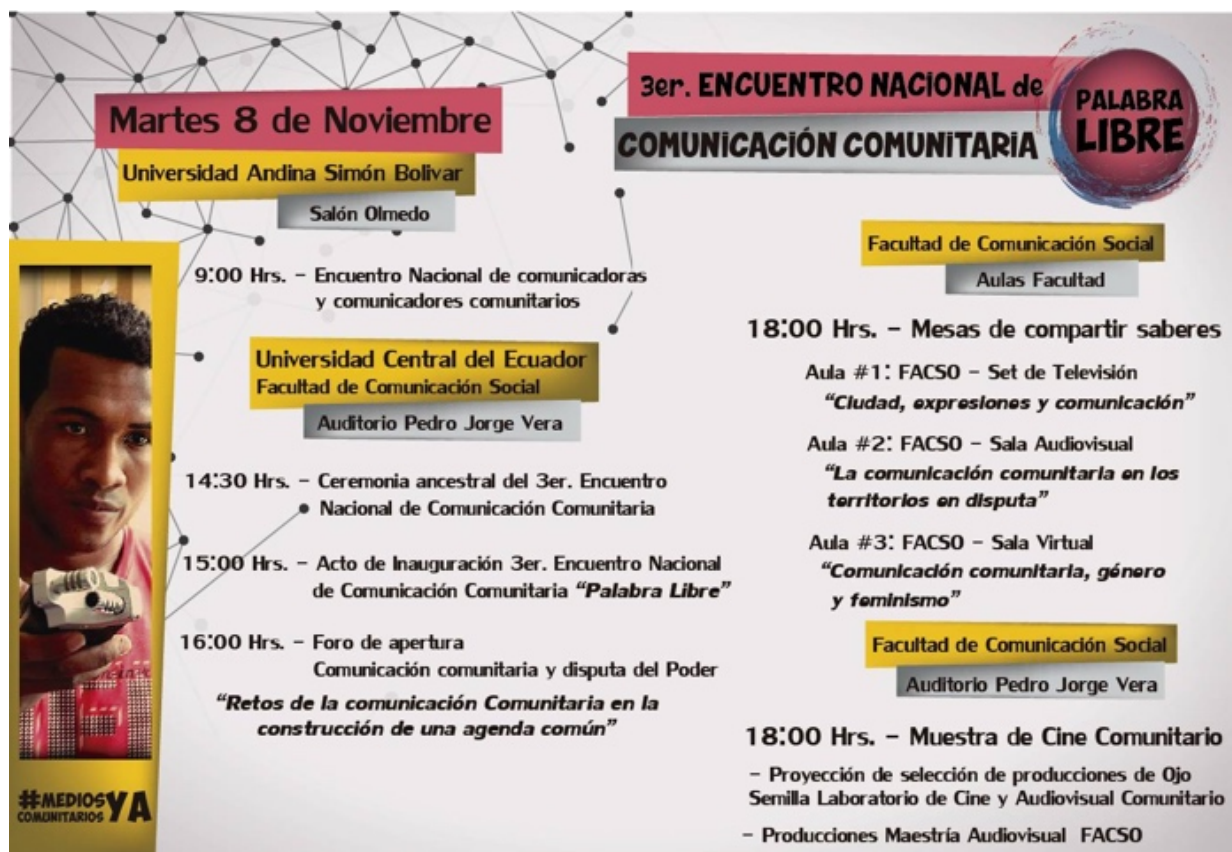 3er. ENCUENTRO NACIONAL de
COMUNICACIÓN COMUNITARIA
PALABRA
LIBRE
Martes 8 de Noviembre
Universidad Andina Simón Bolivar
Salón Olmedo
9:00 Hrs. – Encuentro Nacional de comunicadoras
y comunicadores comunitarios
Universidad Central del Ecuador
Facultad de Comunicación Social
Auditorio Pedro Jorge Vera
14:30 Hrs. – Ceremonia ancestral del 3er. Encuentro
Nacional de Comunicación Comunitaria
15:00 Hrs. – Acto de Inauguración 3er. Encuentro Nacional
de Comunicación Comunitaria “Palabra Libre”
16:00 Hrs. – Foro de apertura
Comunicación comunitaria y disputa del Poder
“Retos de la comunicación Comunitaria en la
construcción de una agenda común”
#MEDIOS
COMUNITARIOS YA
Facultad de Comunicación Social
Aulas Facultad
18:00 Hrs. – Mesas de compartir saberes
Aula #1: FACSO – Set de Televisión
“Ciudad, expresiones y comunicación”
Aula #2: FACSO – Sala Audiovisual
“La comunicación comunitaria en los
territorios en disputa”
Aula #3: FACSO – Sala Virtual
“Comunicación comunitaria, género
y feminismo”
Facultad de Comunicación Social
Auditorio Pedro Jorge Vera
18:00 Hrs. – Muestra de Cine Comunitario
– Proyección de selección de producciones de Ojo
Semilla Laboratorio de Cine y Audiovisual Comunitario
– Producciones Maestría Audiovisual FACSO